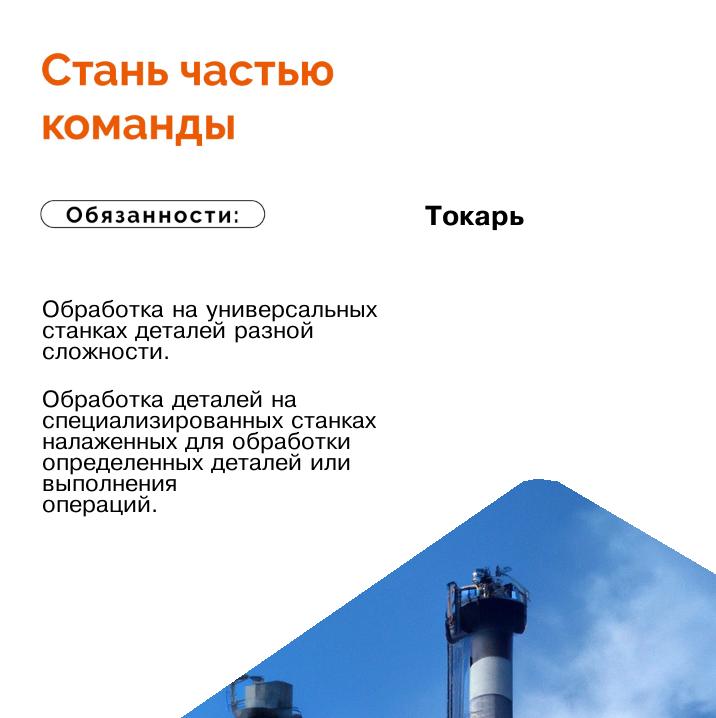 Стань частью
команды
Обязанности:
Токарь
Обработка на универсальных
станках деталей разной
сложности.
Обработка деталей на
специализированных станках
налаженных для обработки
определенных деталей или
выполнения
операций.